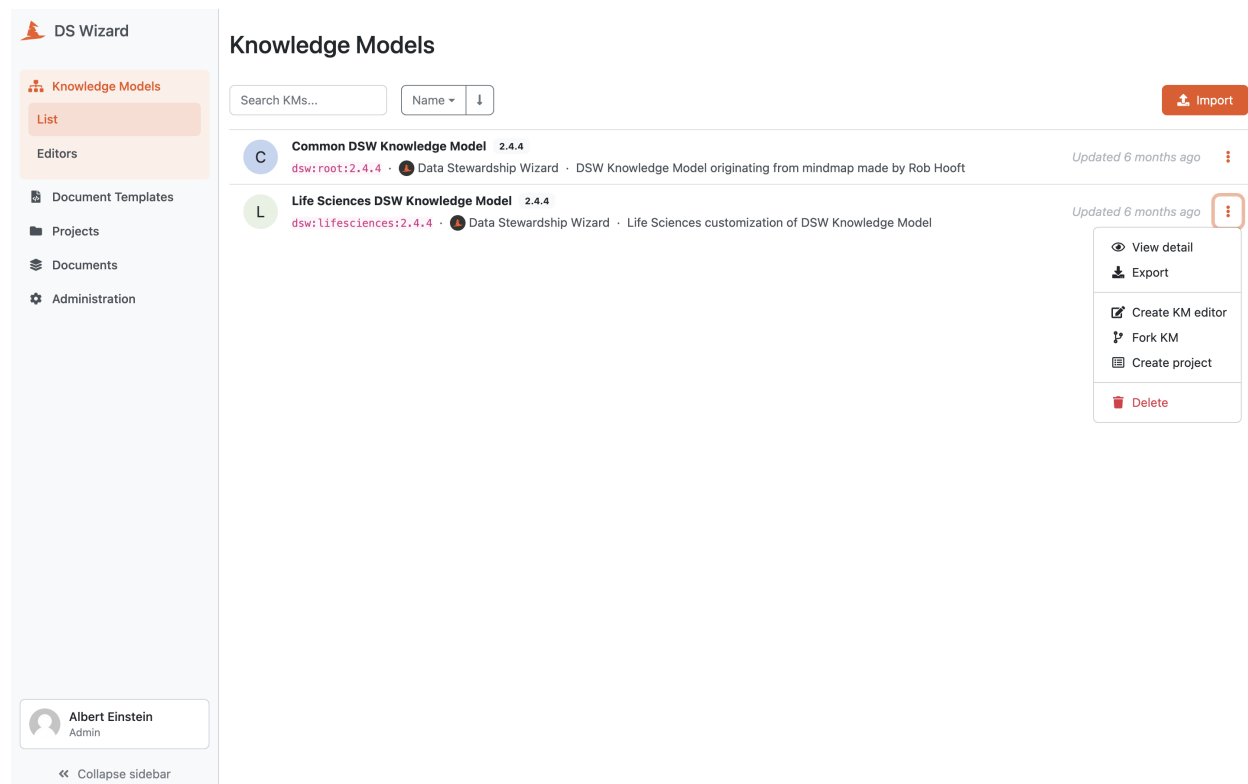 DS Wizard
Knowledge Models
List
Editors
Document Templates
Projects
Documents
Administration
Albert Einstein
Admin
Collapse sidebar
Knowledge Models
Search KMs...
Name
Import
C
Common DSW Knowledge Model 2.4.4
dsw:root:2.4.4 · Data Stewardship Wizard · DSW Knowledge Model originating from mindmap made by Rob Hooft
Updated 6 months ago
L
Life Sciences DSW Knowledge Model 2.4.4
dsw:lifesciences:2.4.4 · Data Stewardship Wizard · Life Sciences customization of DSW Knowledge Model
Updated 6 months ago
View detail
Export
Create KM editor
Fork KM
Create project
Delete